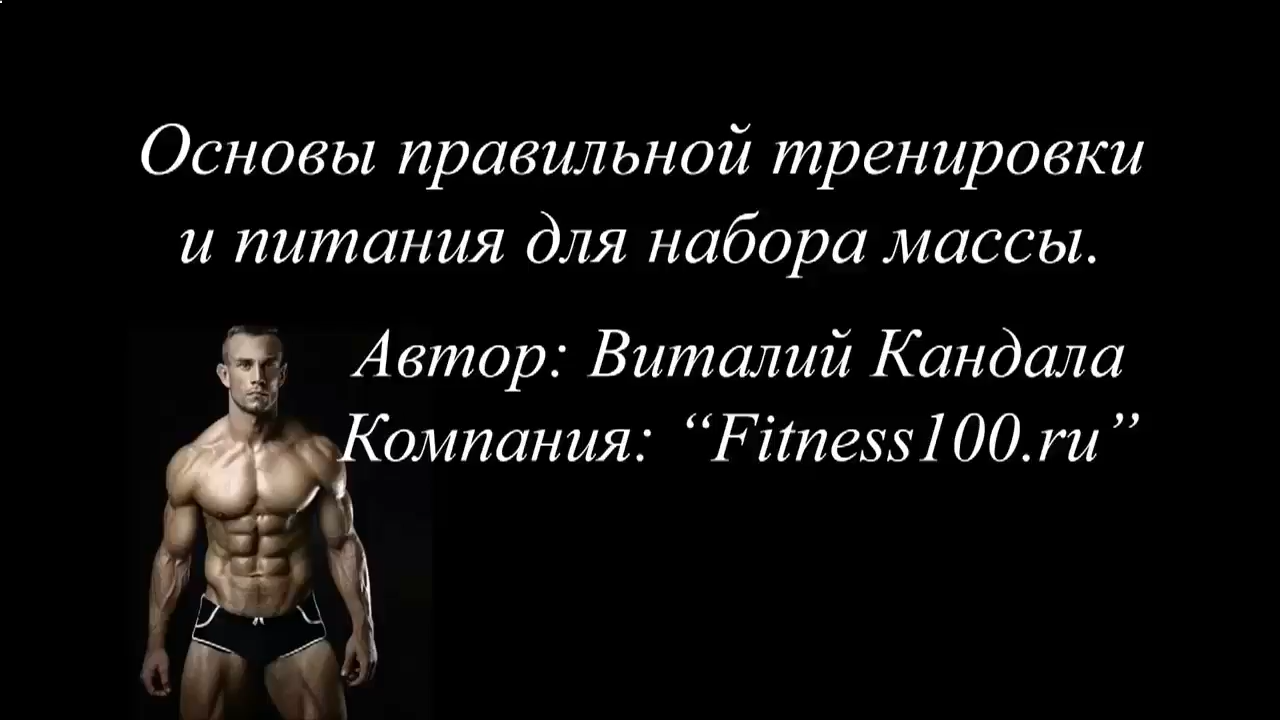 Основы правильной тренировки
и питания для набора массы.
Автор: Виталий Кандала
Компания: “Fitness100.ru”